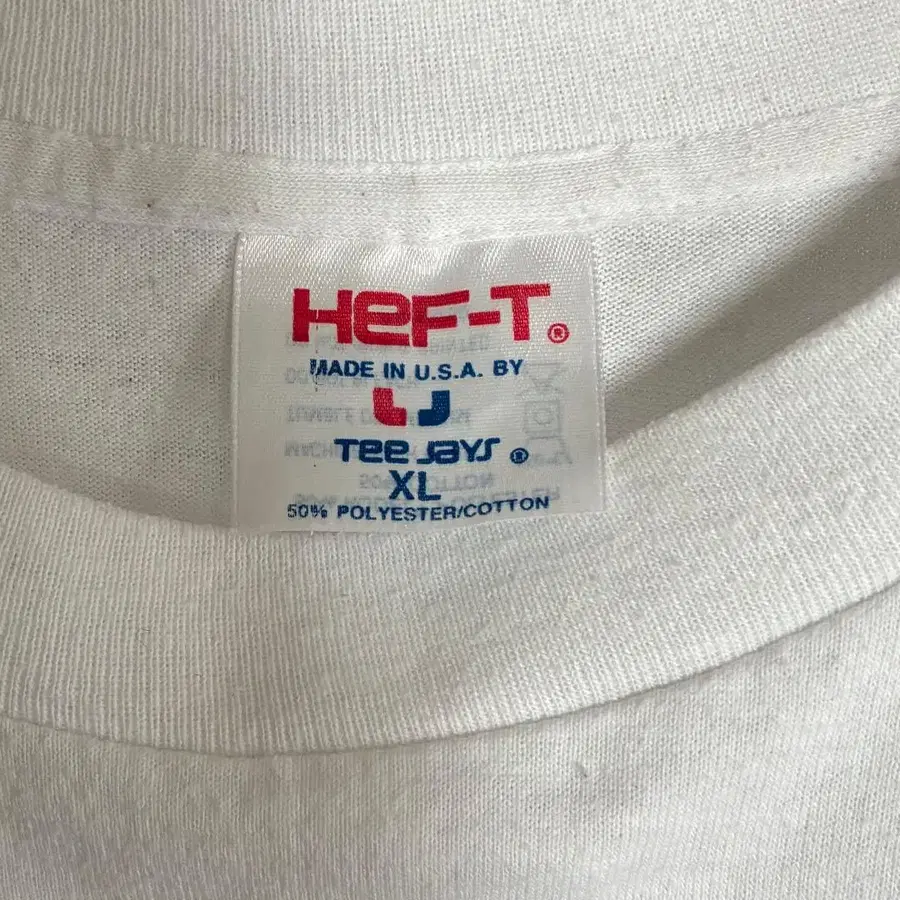 HeF-T®
MADE IN U.S.A. BY
Tee Jays ®
XL
50% POLYESTER/COTTON